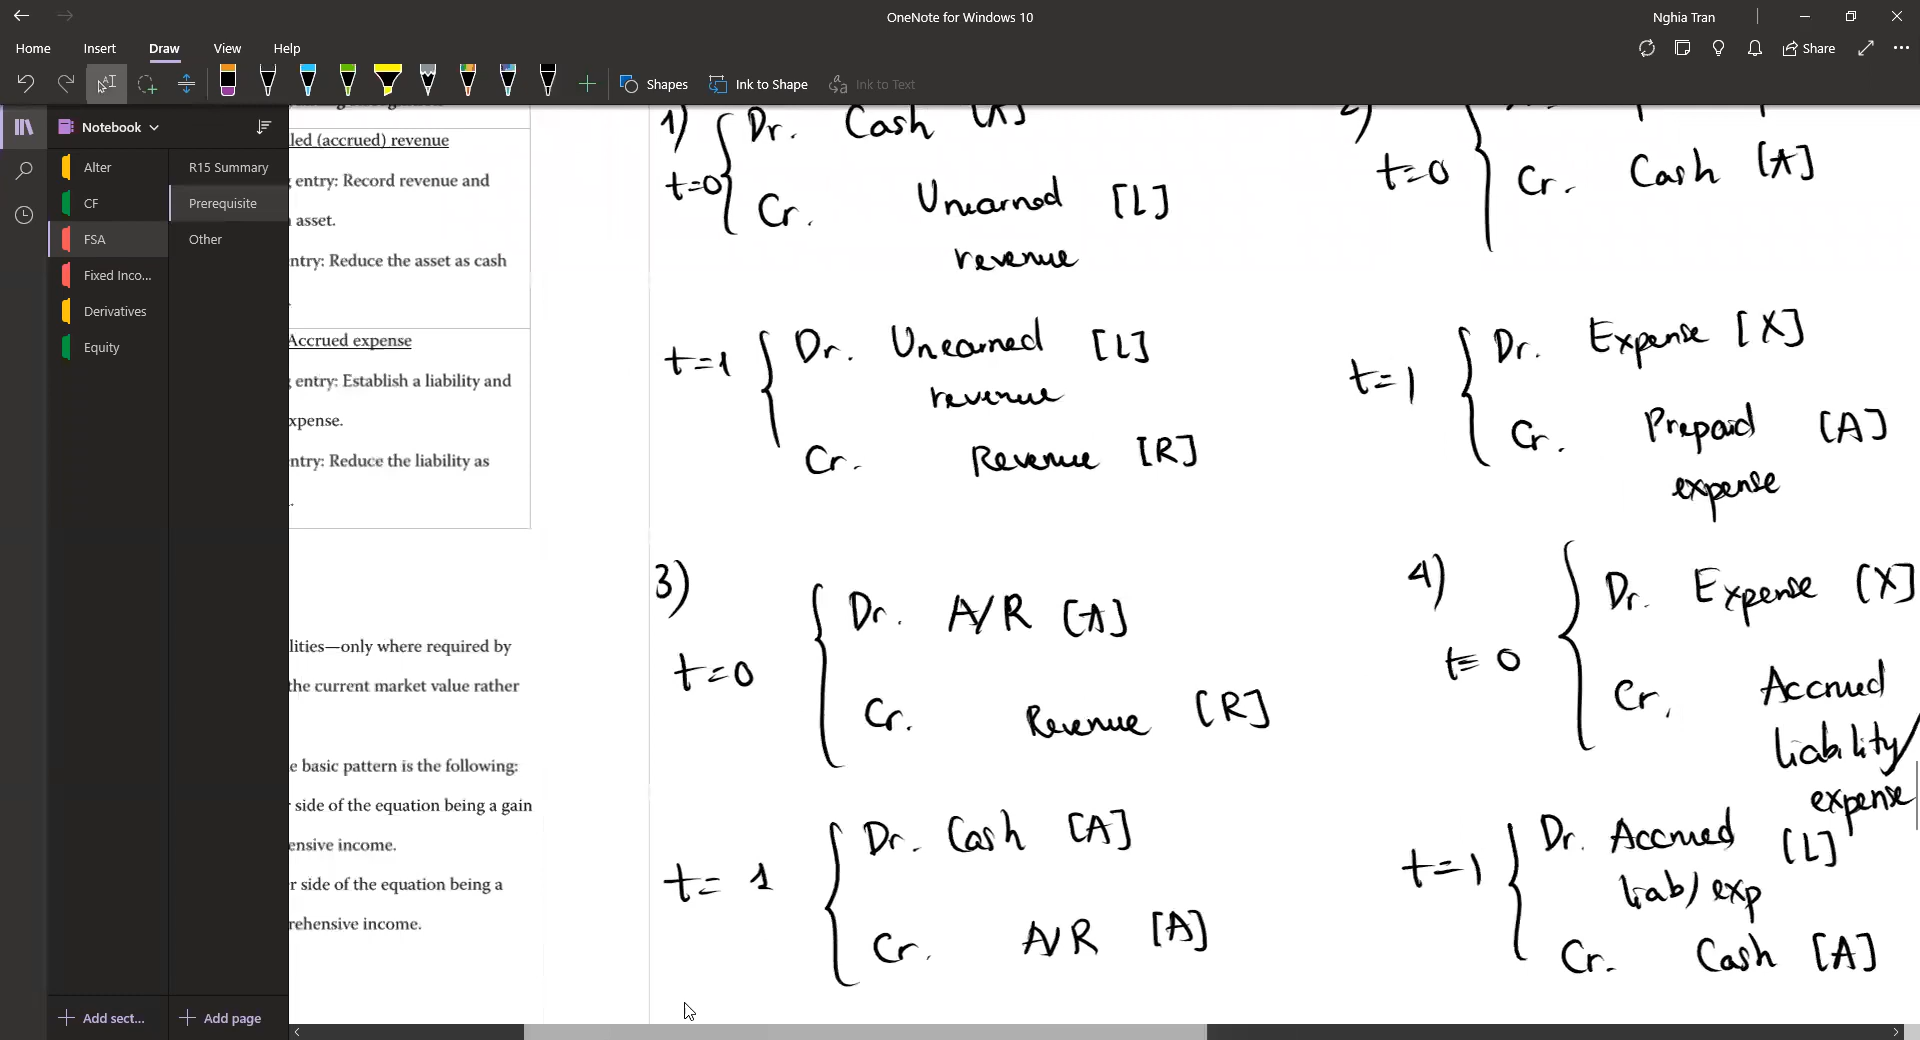 OneNote for Windows 10
Nghia Tran
Home Insert Draw View Help
Share
Shapes
Ink to Shape
Ink to Text
Notebook
Alter
CF
FSA
Fixed Inco...
Derivatives
Equity
R15 Summary
Prerequisite
Other
Add sect...
Add page
led (accrued) revenue
entry: Record revenue and
asset.
ntry: Reduce the asset as cash
Accrued expense
entry: Establish a liability and
xpense.
ntry: Reduce the liability as
lities—only where required by
the current market value rather
e basic pattern is the following:
r side of the equation being a gain
ensive income.
r side of the equation being a
rehensive income.
1)
t=0
Dr. Cash [A]
Cr. Unearned [L]
revenue
t=1
Dr. Unearned [L]
revenue
Cr. Revenue [R]
2)
t=0
Cr. Cash [A]
t=1
Dr. Expense [X]
Cr. Prepaid [A]
expense
3)
t=0
Dr. A/R [A]
Cr. Revenue [R]
t=1
Dr. Cash [A]
Cr. A/R [A]
4)
t=0
Dr. Expense [X]
Cr. Accrued
liability/
expense
t=1
Dr. Accrued [L]
liab/exp
Cr. Cash [A]